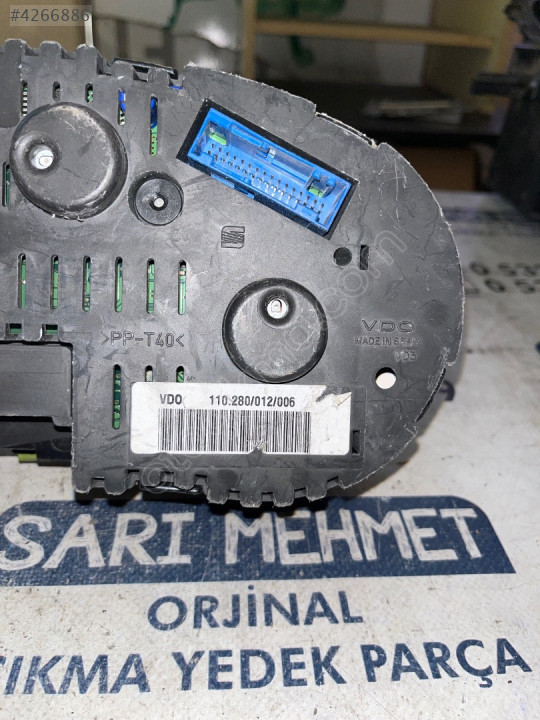 #4266886
>PP-T40<
VDO
MADE IN SPAIN
VDO 110.280/012/006
SARI MEHMET
ORJİNAL
ÇIKMA YEDEK PARÇA